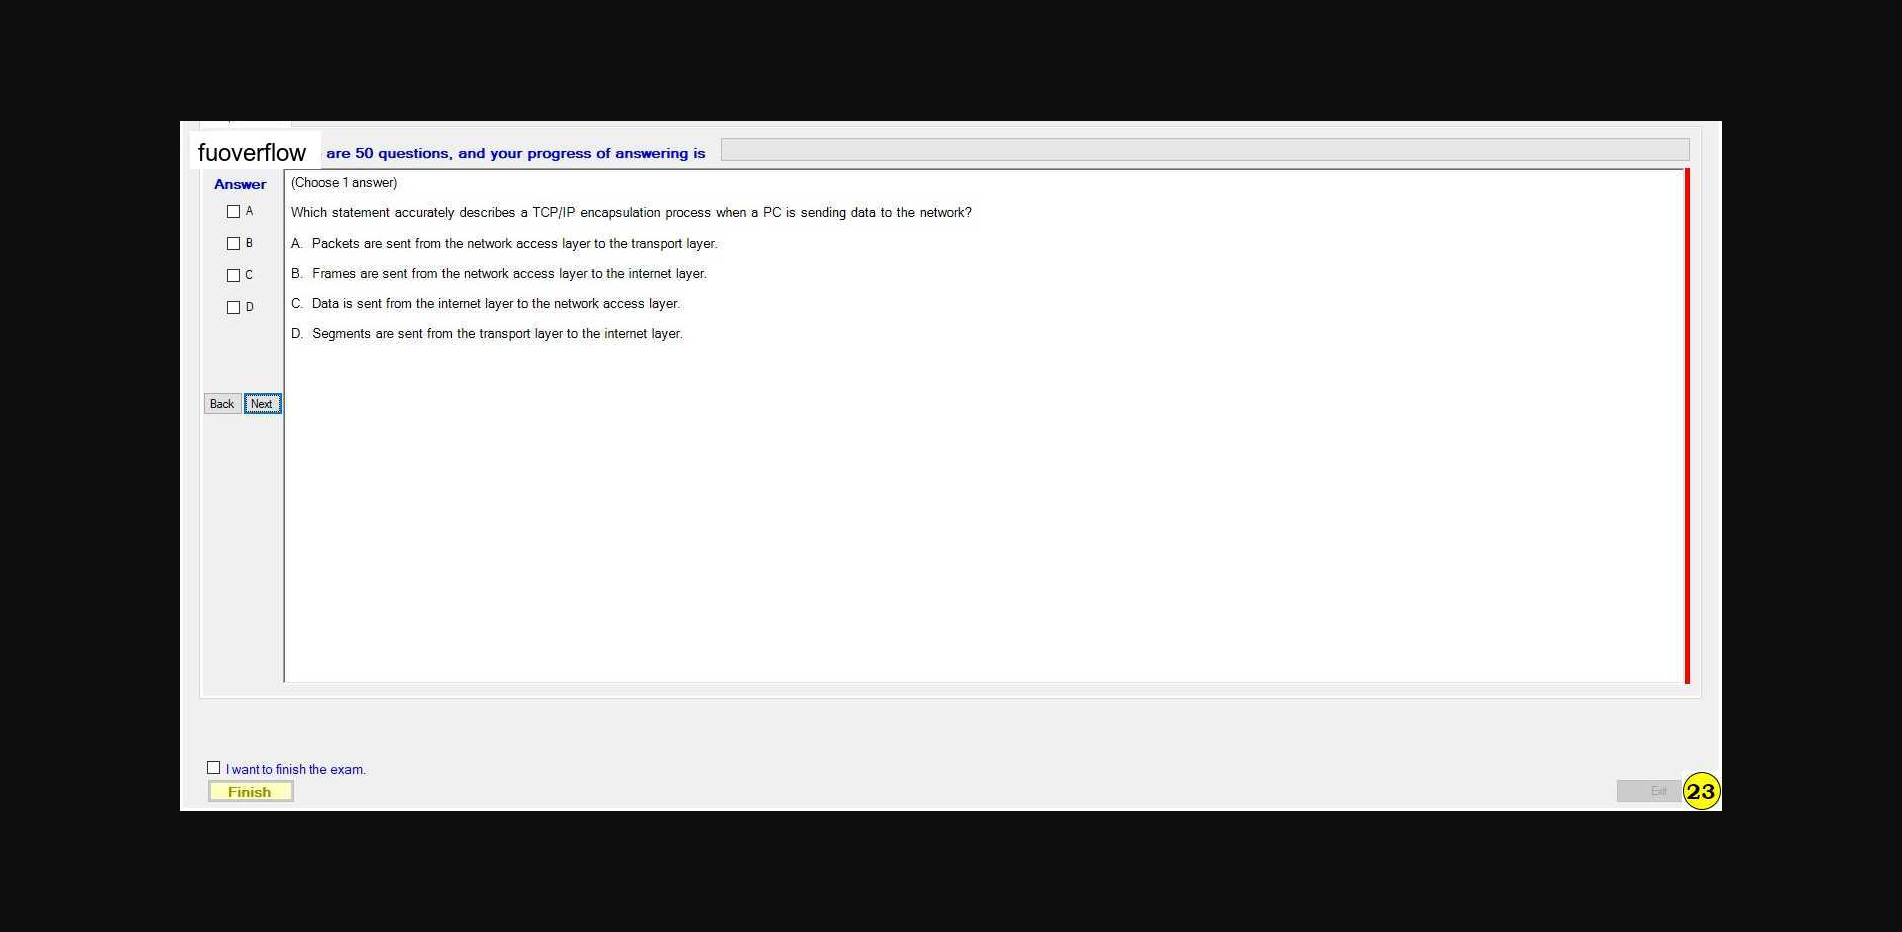 fuoverflow are 50 questions, and your progress of answering is
Answer
(Choose 1 answer)
A
Which statement accurately describes a TCP/IP encapsulation process when a PC is sending data to the network?
B
A. Packets are sent from the network access layer to the transport layer.
C
B. Frames are sent from the network access layer to the internet layer.
D
C. Data is sent from the internet layer to the network access layer.
D. Segments are sent from the transport layer to the internet layer.
Back Next
I want to finish the exam.
Finish
Exit
23